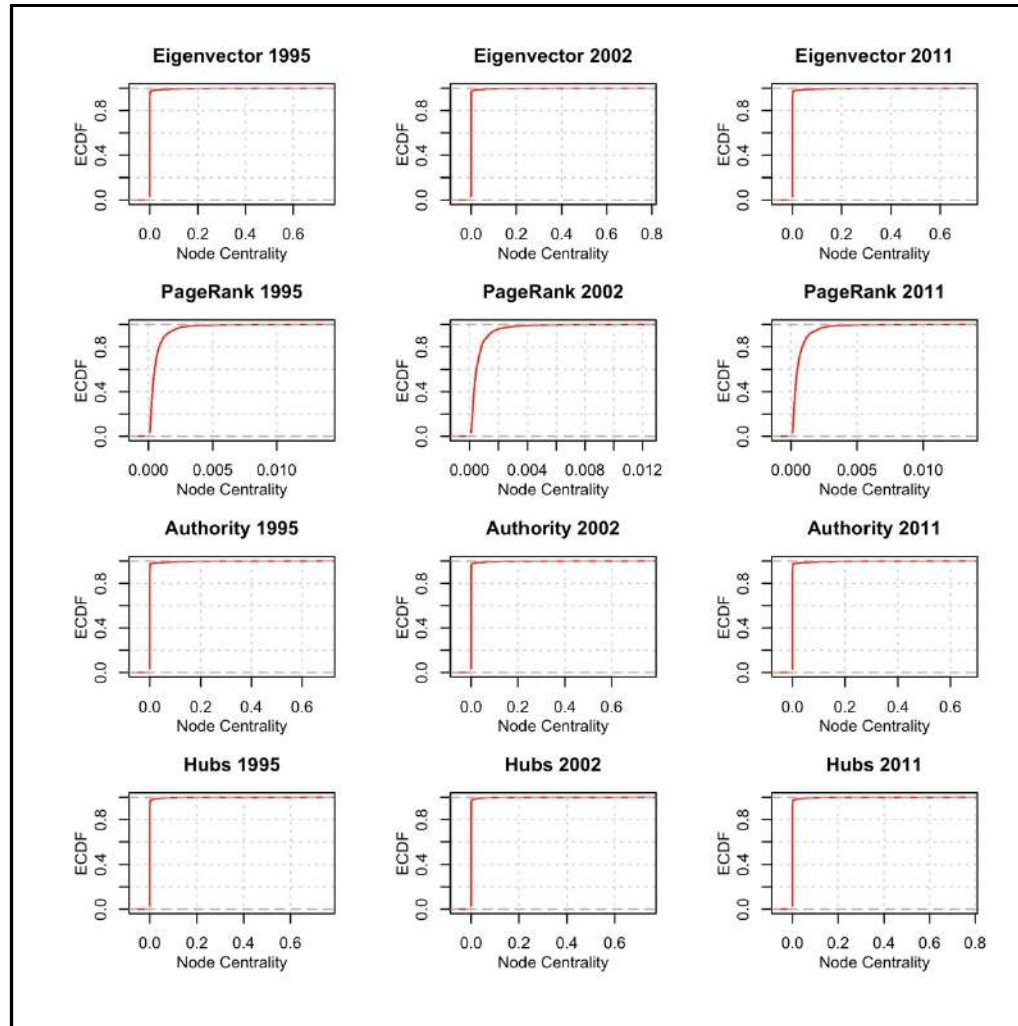 Eigenvector 1995
Eigenvector 2002
Eigenvector 2011
ECDF
0.0 0.4 0.8
0.0 0.2 0.4 0.6
Node Centrality
ECDF
0.0 0.4 0.8
0.0 0.2 0.4 0.6 0.8
Node Centrality
ECDF
0.0 0.4 0.8
0.0 0.2 0.4 0.6
Node Centrality
PageRank 1995
PageRank 2002
PageRank 2011
ECDF
0.0 0.4 0.8
0.000 0.005 0.010
Node Centrality
ECDF
0.0 0.4 0.8
0.000 0.004 0.008 0.012
Node Centrality
ECDF
0.0 0.4 0.8
0.000 0.005 0.010
Node Centrality
Authority 1995
Authority 2002
Authority 2011
ECDF
0.0 0.4 0.8
0.0 0.2 0.4 0.6
Node Centrality
ECDF
0.0 0.4 0.8
0.0 0.2 0.4 0.6
Node Centrality
ECDF
0.0 0.4 0.8
0.0 0.2 0.4 0.6
Node Centrality
Hubs 1995
Hubs 2002
Hubs 2011
ECDF
0.0 0.4 0.8
0.0 0.2 0.4 0.6
Node Centrality
ECDF
0.0 0.4 0.8
0.0 0.2 0.4 0.6
Node Centrality
ECDF
0.0 0.4 0.8
0.0 0.2 0.4 0.6 0.8
Node Centrality